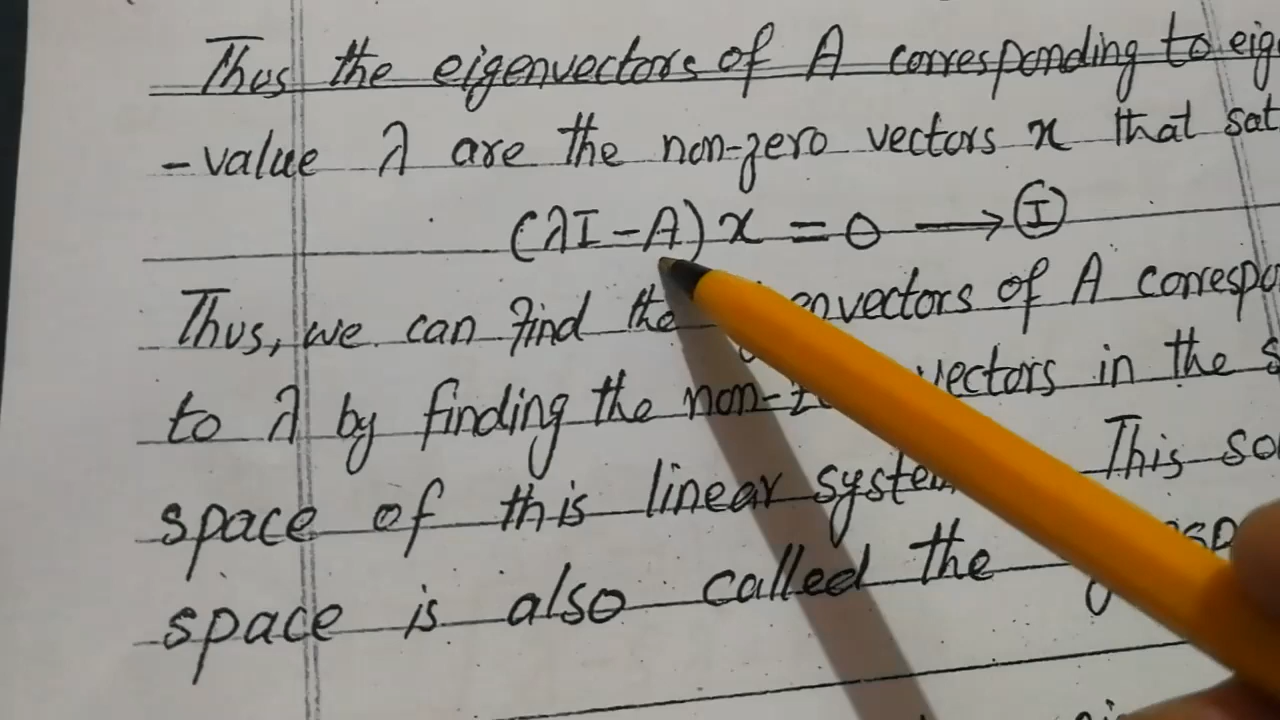 Thus the eigenvectors of A corresponding to
-value λ are the non-zero vectors x that
(λI-A)x = 0 → I
Thus, we can find the of A
to λ by finding the vectors in the
space of this linear This
space is also called the